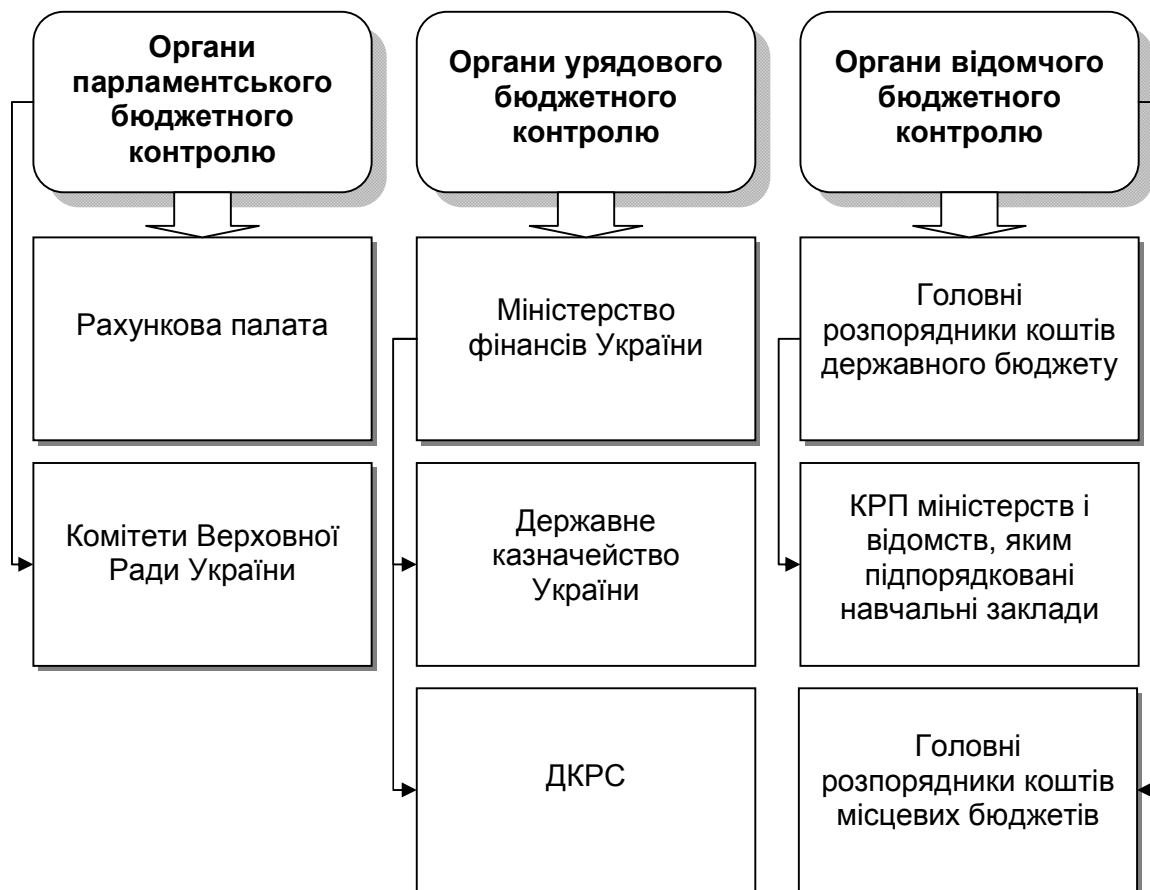 Органи
парламентського
бюджетного
контролю
Органи урядового
бюджетного
контролю
Органи відомчого
бюджетного
контролю
Рахункова палата
Міністерство
фінансів України
Головні
розпорядники коштів
державного бюджету
Комітети Верховної
Ради України
Державне
казначейство
України
КРП міністерств і
відомств, яким
підпорядковані
навчальні заклади
ДКРС
Головні
розпорядники коштів
місцевих бюджетів